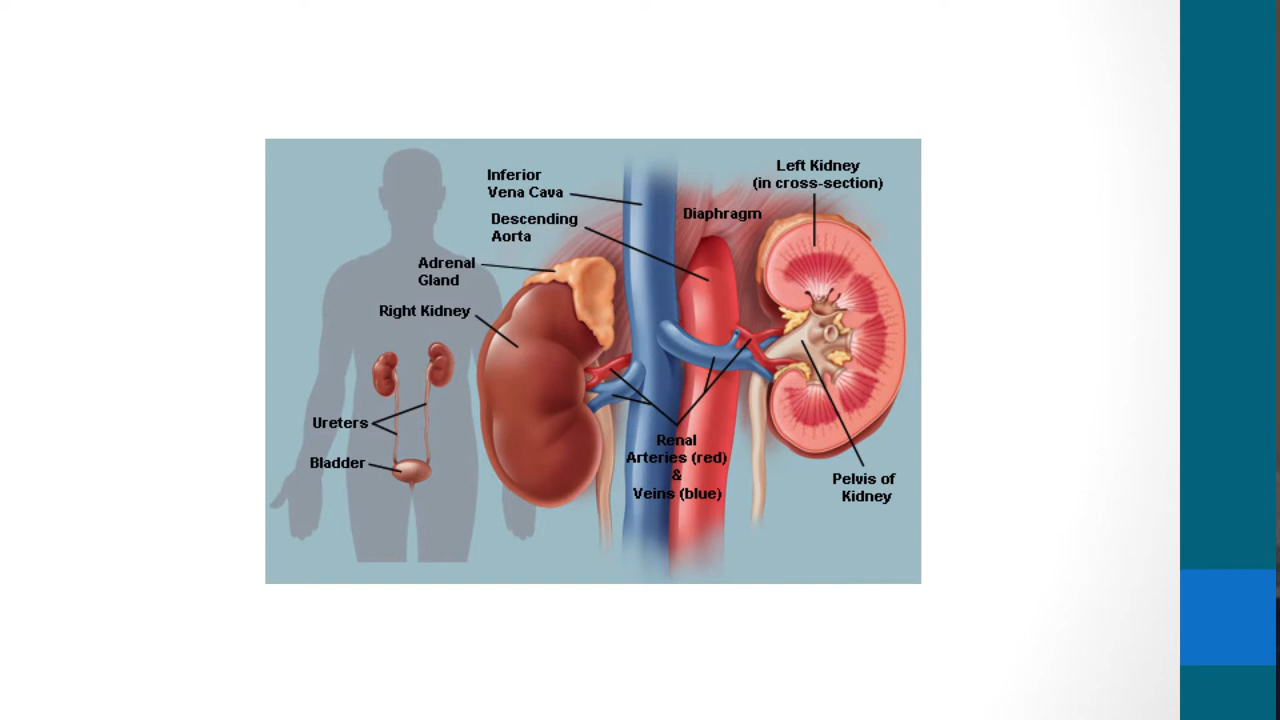 Inferior
Vena Cava
Descending
Aorta
Adrenal
Gland
Right Kidney
Ureters
Bladder
Diaphragm
Left Kidney
(in cross-section)
Renal
Arteries (red)
&
Veins (blue)
Pelvis of
Kidney